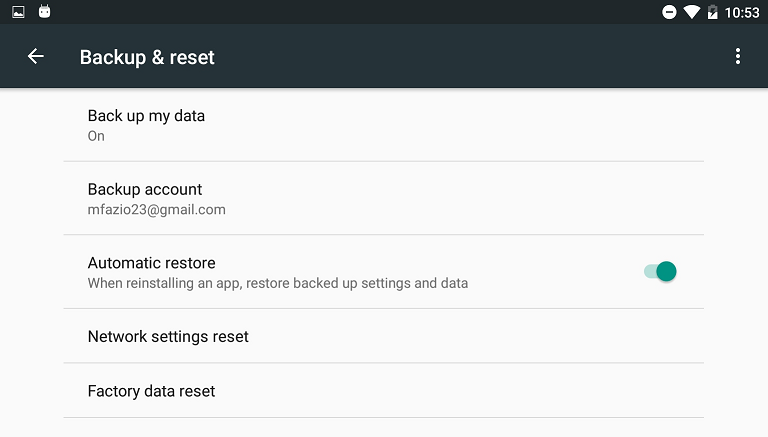 10:53
Backup & reset
Back up my data
On
Backup account
mfazio23@gmail.com
Automatic restore
When reinstalling an app, restore backed up settings and data
Network settings reset
Factory data reset